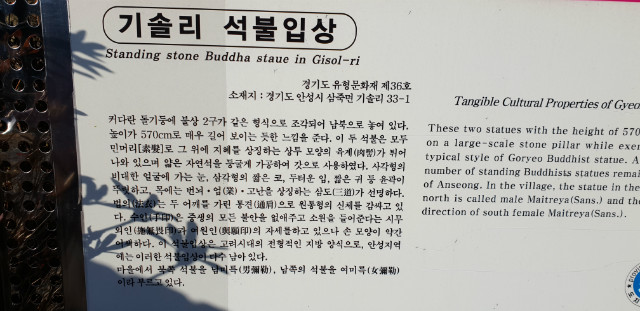 기솔리 석불입상
Standing stone Buddha staue in Gisol-ri
경기도 유형문화재 제36호
소재지 : 경기도 안성시 삼죽면 기솔리 33-1
커다란 돌기둥에 불상 2구가 같은 형식으로 조각되어 남북으로 놓여 있다.
높이가 570cm로 매우 길어 보이는 듯한 느낌을 준다. 이 두 석불은 모두
민머리[素髮]로 그 위에 지혜를 상징하는 상투 모양의 육계(肉髻)가 튀어
나와 있으며 얇은 자연석을 둥글게 가공하여 갓으로 사용하였다. 사각형의
비대한 얼굴에 가는 눈, 삼각형의 짧은 코, 두터운 입, 짧은 귀 등 윤곽이
뚜렷하고, 목에는 번뇌·업(業)·고난을 상징하는 삼도(三道)가 선명하다.
법의(法衣)는 두 어깨를 가린 통견(通肩)으로 원통형의 신체를 감싸고 있
다. 수인(手印)은 중생의 모든 불안을 없애주고 소원을 들어준다는 시무
외인(施無畏印)과 여원인(與願印)의 자세를하고 있으나 손 모양이 약간
어색하다. 이 석불입상은 고려시대의 전형적인 지방 양식으로, 안성지역
에는 이러한 석불입상이 다수 남아 있다.
마을에서 북쪽 석불을 남미륵(男彌勒), 남쪽의 석불을 여미륵(女彌勒)
이라 부르고 있다.
Tangible Cultural Properties of Gyeo
These two statues with the height of 570
on a large-scale stone pillar while exer
typical style of Goryeo Buddhist statue. A
number of standing Buddhist statues remai
of Anseong. In the village, the statue in the
north is called male Maitreya(Sans.) and the
direction of south female Maitreya(Sans.).